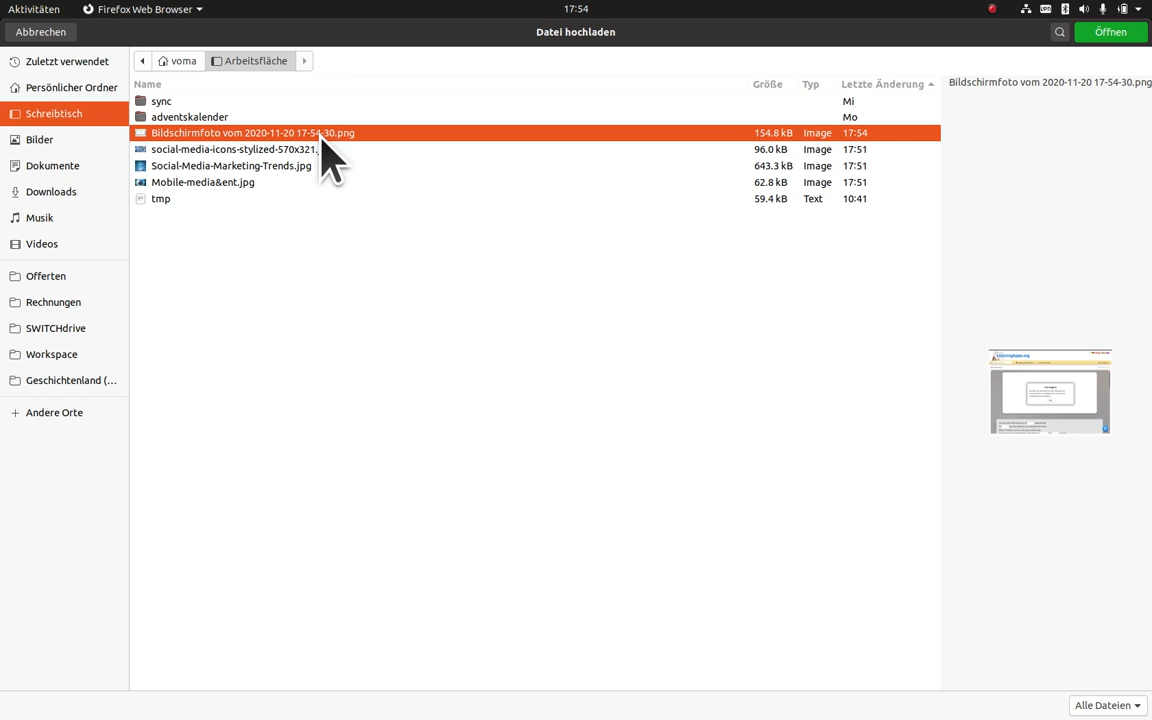 Aktivitäten Firefox Web Browser 17:54
Abbrechen Datei hochladen Öffnen
Zuletzt verwendet
Persönlicher Ordner
Schreibtisch
Bilder
Dokumente
Downloads
Musik
Videos
Offerten
Rechnungen
SWITCHdrive
Workspace
Geschichtenland (...
Andere Orte
voma Arbeitsfläche
Name Größe Typ Letzte Änderung
sync Mi
adventskalender Mo
Bildschirmfoto vom 2020-11-20 17-54-30.png 154.8 kB Image 17:54
social-media-icons-stylized-570x321. 96.0 kB Image 17:51
Social-Media-Marketing-Trends.jpg 643.3 kB Image 17:51
Mobile-media&ent.jpg 62.8 kB Image 17:51
tmp 59.4 kB Text 10:41
Bildschirmfoto vom 2020-11-20 17-54-30.png
Alle Dateien